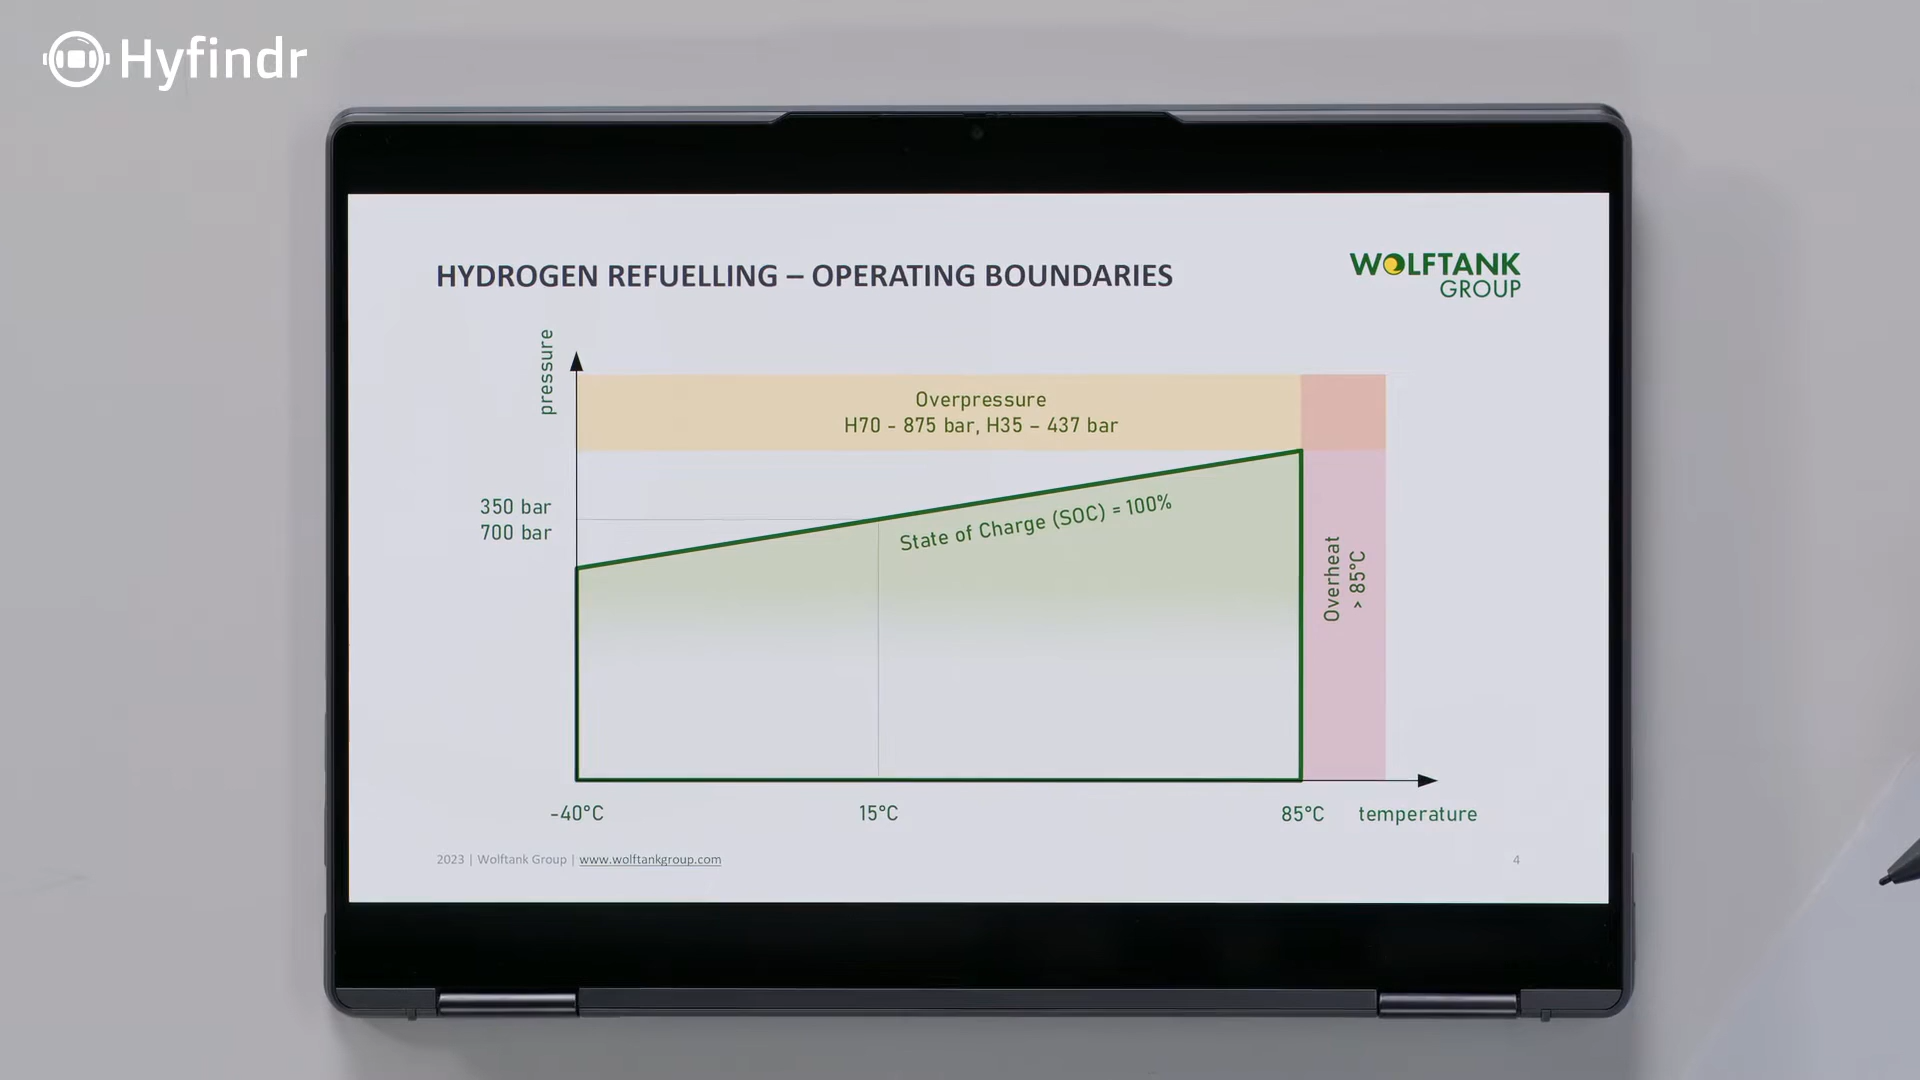 Hyfindr
HYDROGEN REFUELLING – OPERATING BOUNDARIES
WOLFTANK
GROUP
pressure
Overpressure
H70 - 875 bar, H35 – 437 bar
350 bar
700 bar
State of Charge (SOC) = 100%
Overheat
> 85°C
-40°C
15°C
85°C
temperature
2023 | Wolftank Group | www.wolftankgroup.com
4